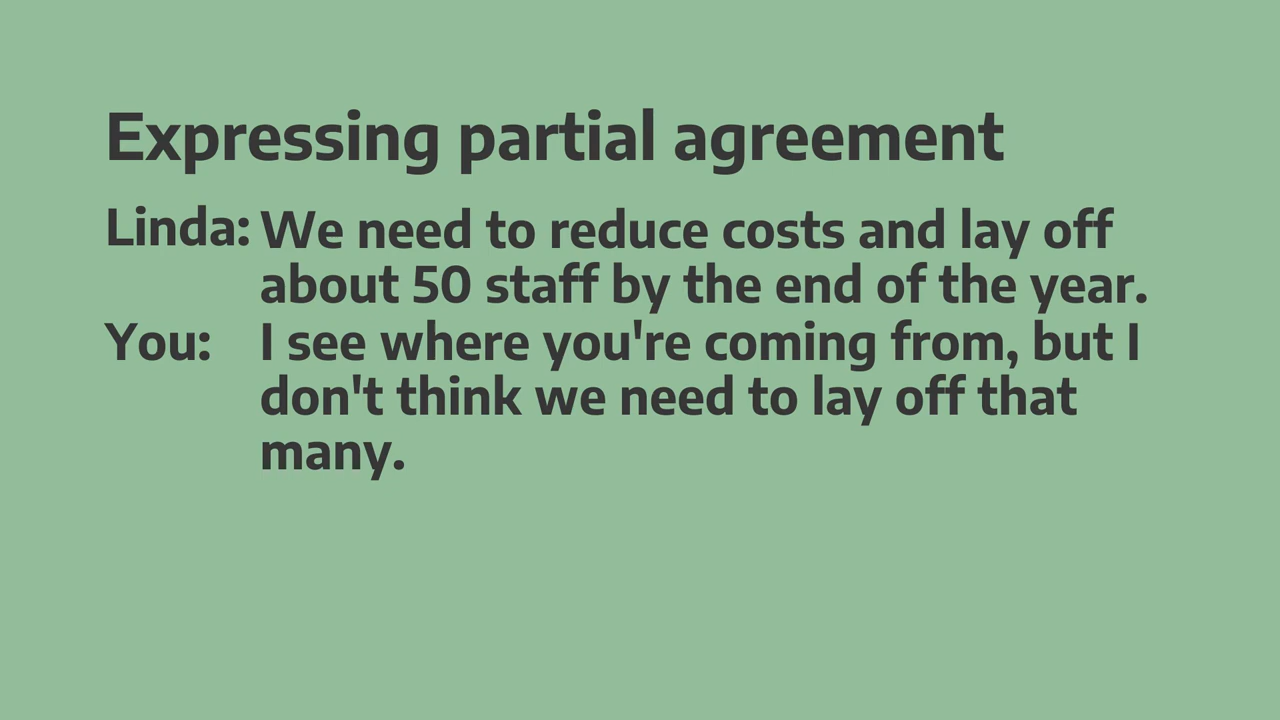 Expressing partial agreement
Linda: We need to reduce costs and lay off
about 50 staff by the end of the year.
You: I see where you're coming from, but I
don't think we need to lay off that
many.